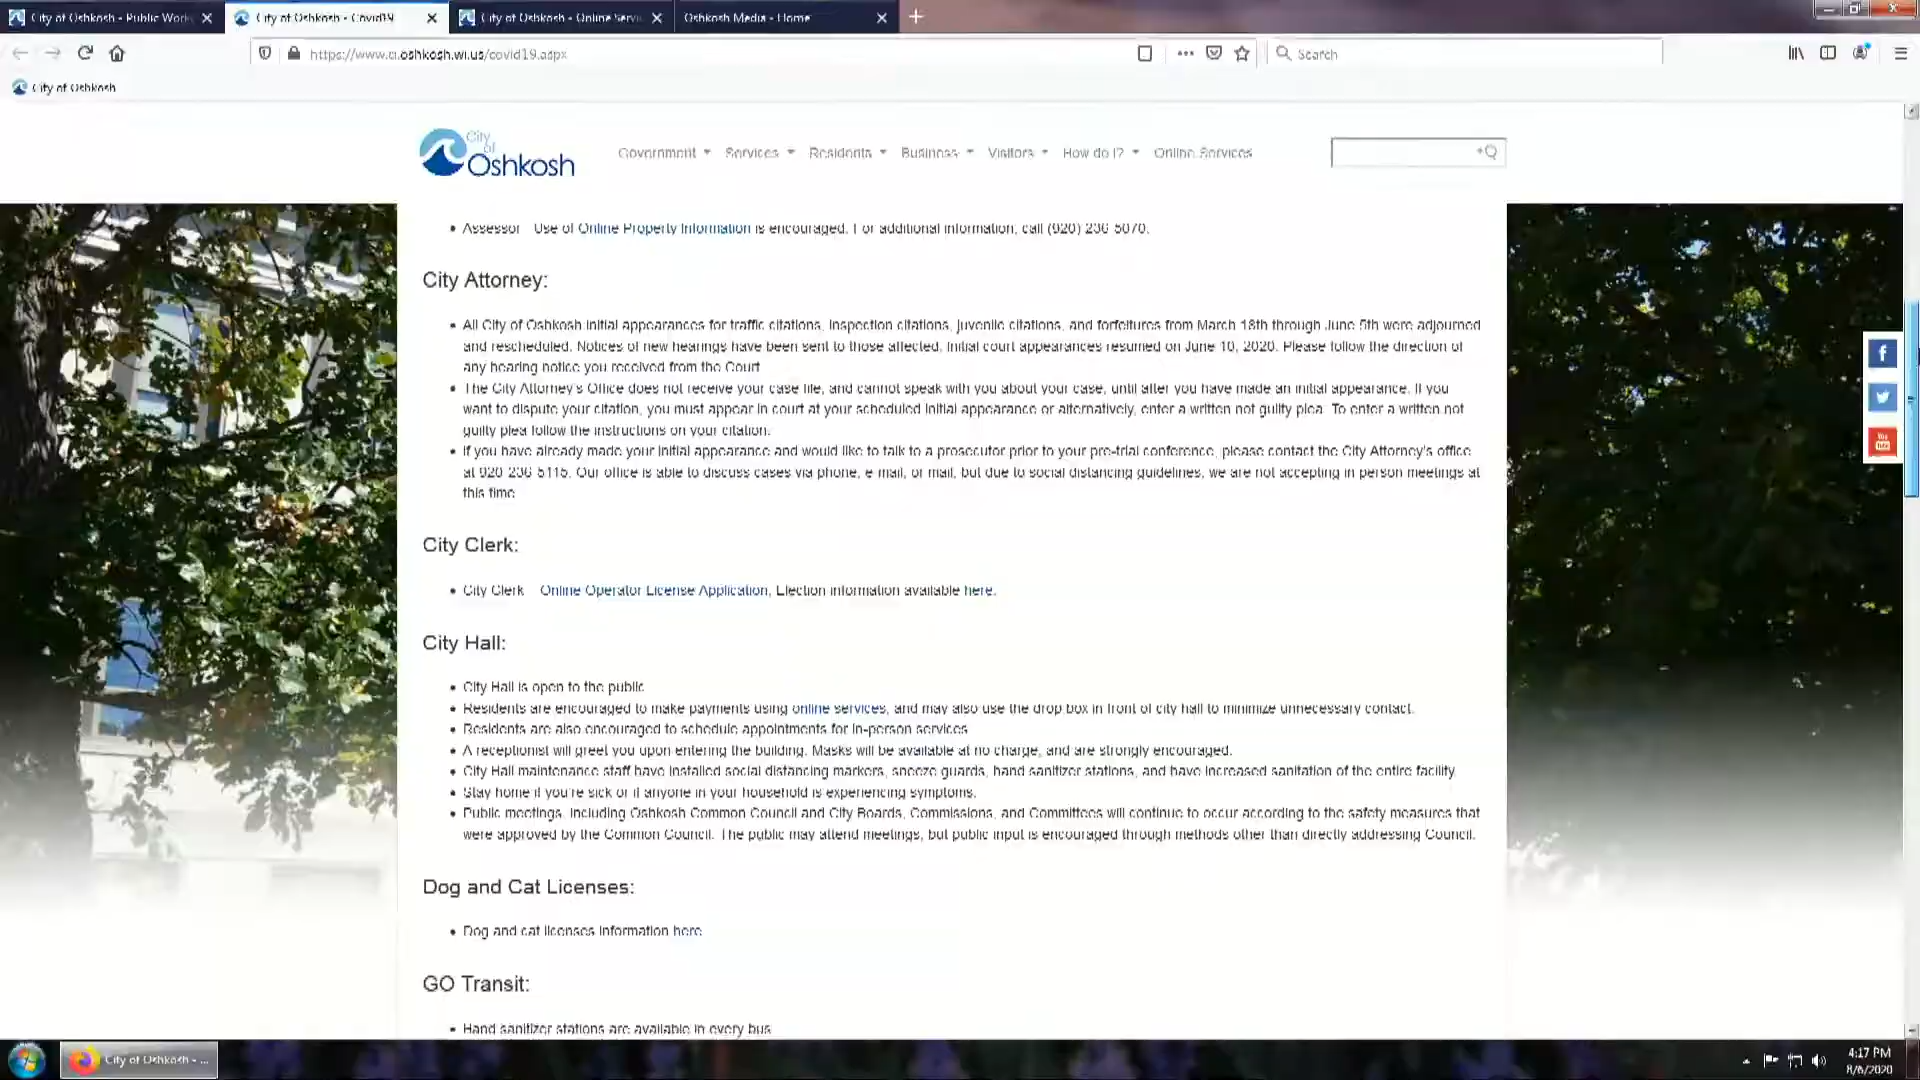 City of Oshkosh - Public Work
City of Oshkosh - Covid19
City of Oshkosh - Online Servi
Oshkosh Media - Home
https://www.ci.oshkosh.wi.us/covid19.aspx
Search
City of Oshkosh
City of Oshkosh
Government Services Residents Business Visitors How do I? Online Services
Assessor Use of Online Property Information is encouraged. For additional information, call (920) 236 5070.
City Attorney:
All City of Oshkosh initial appearances for traffic citations, inspection citations, juvenile citations, and forfeitures from March 18th through June 5th were adjourned
and rescheduled. Notices of new hearings have been sent to those affected. Initial court appearances resumed on June 10, 2020. Please follow the direction of
any hearing notice you received from the Court
The City Attorney's Office does not receive your case file, and cannot speak with you about your case, until after you have made an initial appearance. If you
want to dispute your citation, you must appear in court at your scheduled initial appearance or alternatively, enter a written not guilty plea. To enter a written not
guilty plea follow the instructions on your citation.
If you have already made your initial appearance and would like to talk to a prosecutor prior to your pre-trial conference, please contact the City Attorney's office
at 920 236 5115. Our office is able to discuss cases via phone, e mail, or mail, but due to social distancing guidelines, we are not accepting in person meetings at
this time
City Clerk:
City Clerk Online Operator License Application, Election information available here.
City Hall:
City Hall is open to the public
Residents are encouraged to make payments using online services, and may also use the drop box in front of city hall to minimize unnecessary contact.
Residents are also encouraged to schedule appointments for in-person services
A receptionist will greet you upon entering the building. Masks will be available at no charge, and are strongly encouraged.
City Hall maintenance staff have installed social distancing markers, sneeze guards, hand sanitizer stations, and have increased sanitation of the entire facility
Stay home if you're sick or if anyone in your household is experiencing symptoms.
Public meetings, including Oshkosh Common Council and City Boards, Commissions, and Committees will continue to occur according to the safety measures that
were approved by the Common Council. The public may attend meetings, but public input is encouraged through methods other than directly addressing Council.
Dog and Cat Licenses:
Dog and cat licenses information here
GO Transit:
Hand sanitizer stations are available in every bus
City of Oshkosh - ...
4:17 PM
8/6/2020